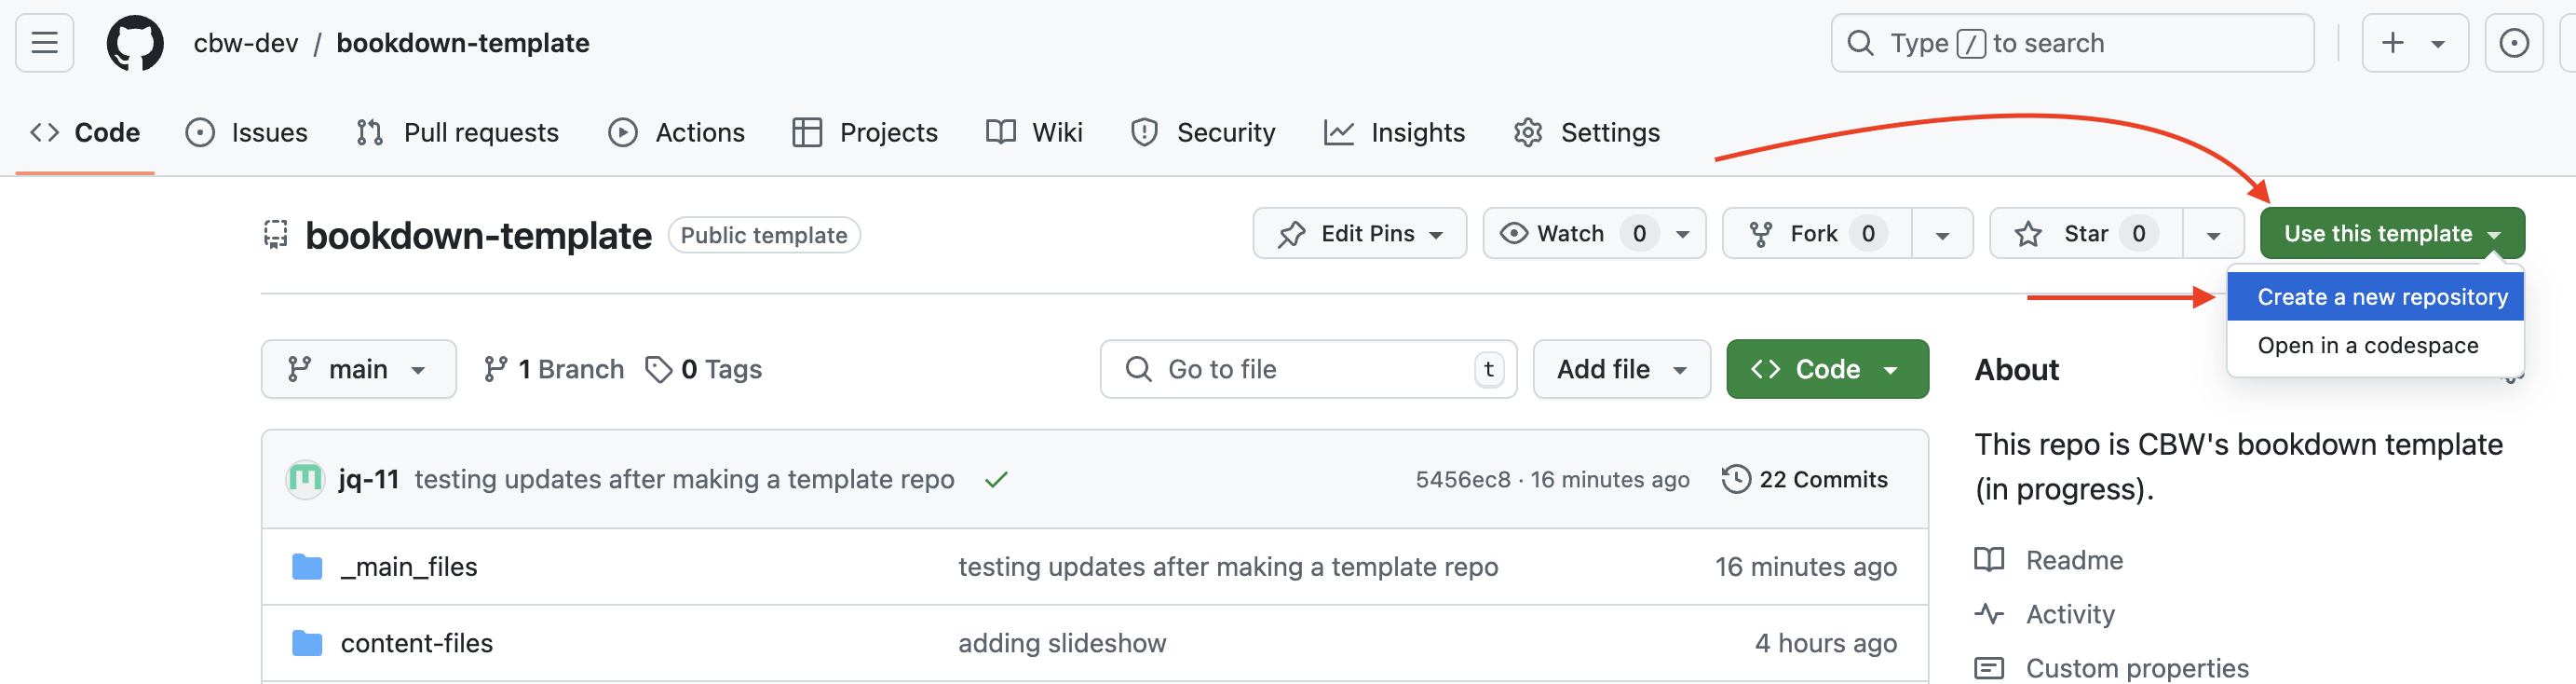 cbw-dev / bookdown-template
Type / to search
Code Issues Pull requests Actions Projects Wiki Security Insights Settings
bookdown-template Public template
Edit Pins Watch 0 Fork 0 Star 0 Use this template
Create a new repository
Open in a codespace
main 1 Branch 0 Tags Go to file t Add file Code
About
This repo is CBW's bookdown template
(in progress).
jq-11 testing updates after making a template repo 5456ec8 · 16 minutes ago 22 Commits
_main_files testing updates after making a template repo 16 minutes ago
content-files adding slideshow 4 hours ago
Readme
Activity
Custom properties